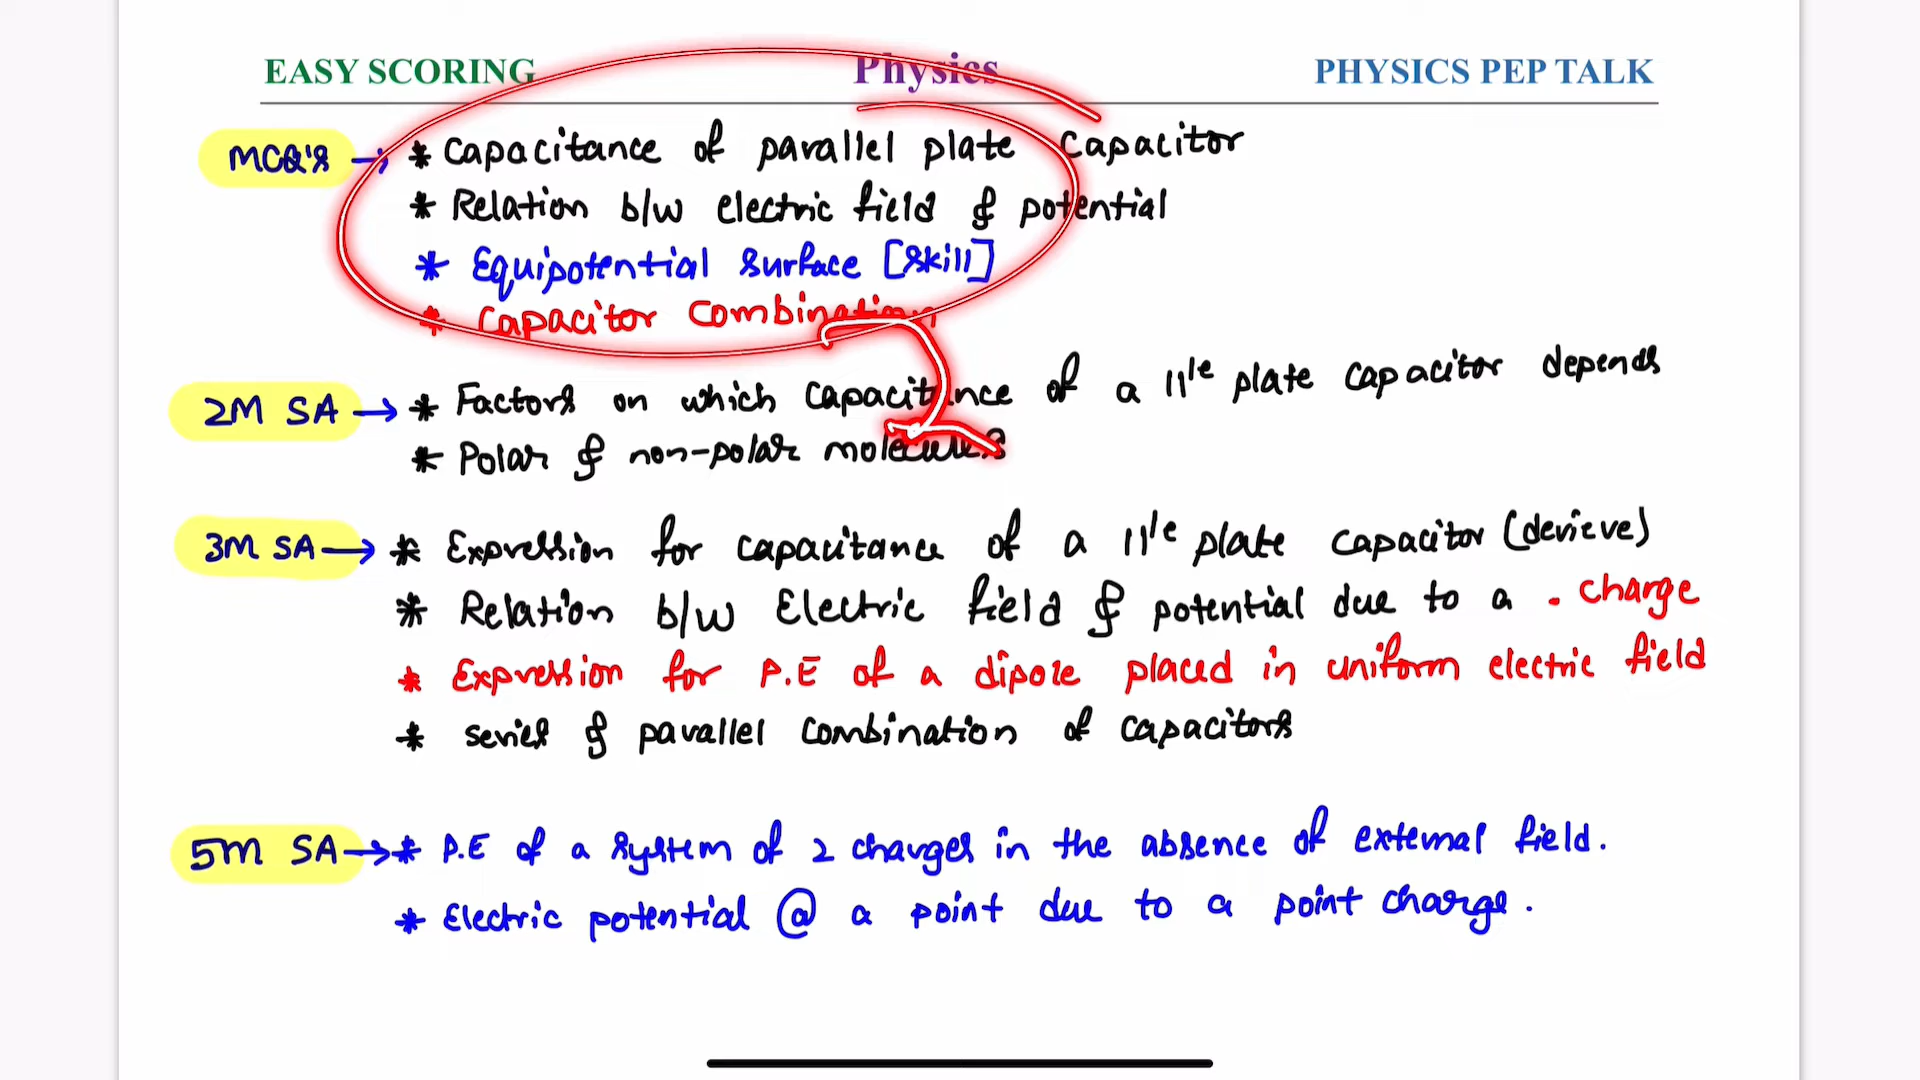 EASY SCORING Physics PHYSICS PEP TALK
MCQ's → * Capacitance of parallel plate capacitor
* Relation b/w electric field & potential
* Equipotential surface [skill]
* Capacitor Combination
2M SA → * Factors on which capacitance of a 11le plate capacitor depends
* Polar & non-polar molecules
3M SA → * Expression for capacitance of a 11le plate capacitor (derieve)
* Relation b/w Electric field & potential due to a . charge
* Expression for P.E of a dipole placed in uniform electric field
* series & parallel combination of capacitors
5M SA → * P.E of a system of 2 charges in the absence of external field.
* Electric potential @ a point due to a point charge.